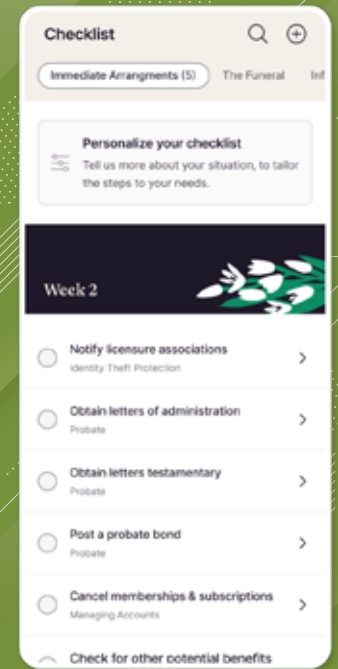 Checklist
Immediate Arrangments (5) The Funeral Inf
Personalize your checklist
Tell us more about your situation, to tailor
the steps to your needs.
Week 2
Notify licensure associations
Identity Theft Protection
Obtain letters of administration
Probate
Obtain letters testamentary
Probate
Post a probate bond
Probate
Cancel memberships & subscriptions
Managing Accounts
Check for other potential benefits